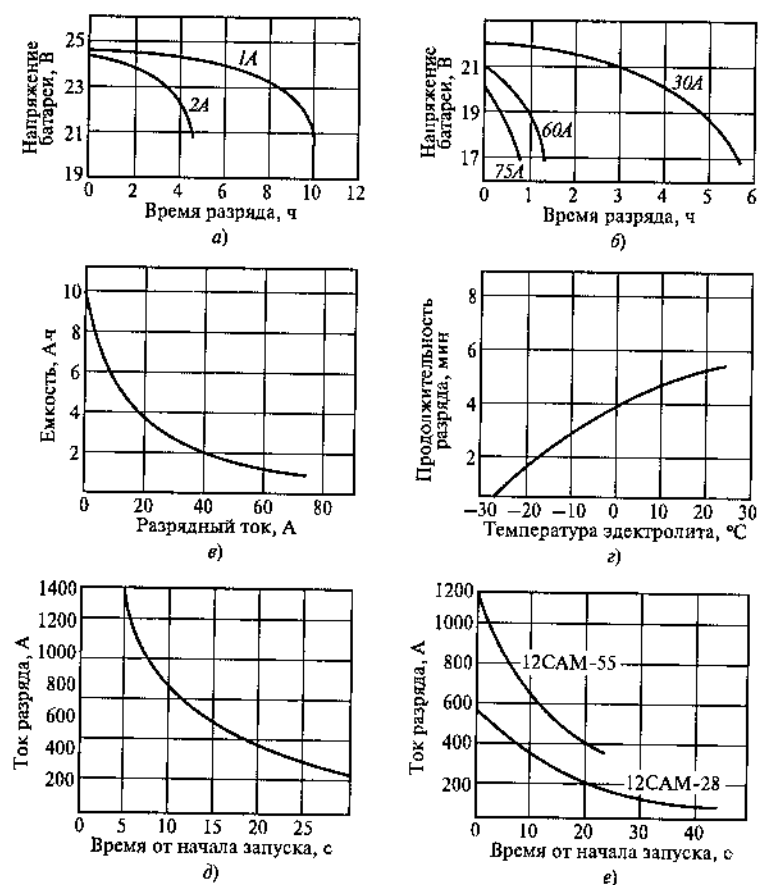 Напряжение
батареи, В
25
23
21
19
1А
2А
0 2 4 6 8 10 12
Время разряда, ч
а)
Напряжение
батареи, В
21
19
17
30А
60А
75А
0 1 2 3 4 5 6
Время разряда, ч
б)
Емкость, А·ч
10
8
6
4
2
0 20 40 60 80
Разрядный ток, А
в)
Продолжительность
разряда, мин
8
6
4
2
−30 −20 −10 0 10 20 30
Температура эдектролита, °С
г)
Ток разряда, А
1400
1200
1000
800
600
400
200
0 5 10 15 20 25
Время от начала запуска, с
д)
Ток разряда, А
1200
1000
800
600
400
200
12САМ-55
12САМ-28
0 10 20 30 40
Время от начала запуска, с
е)